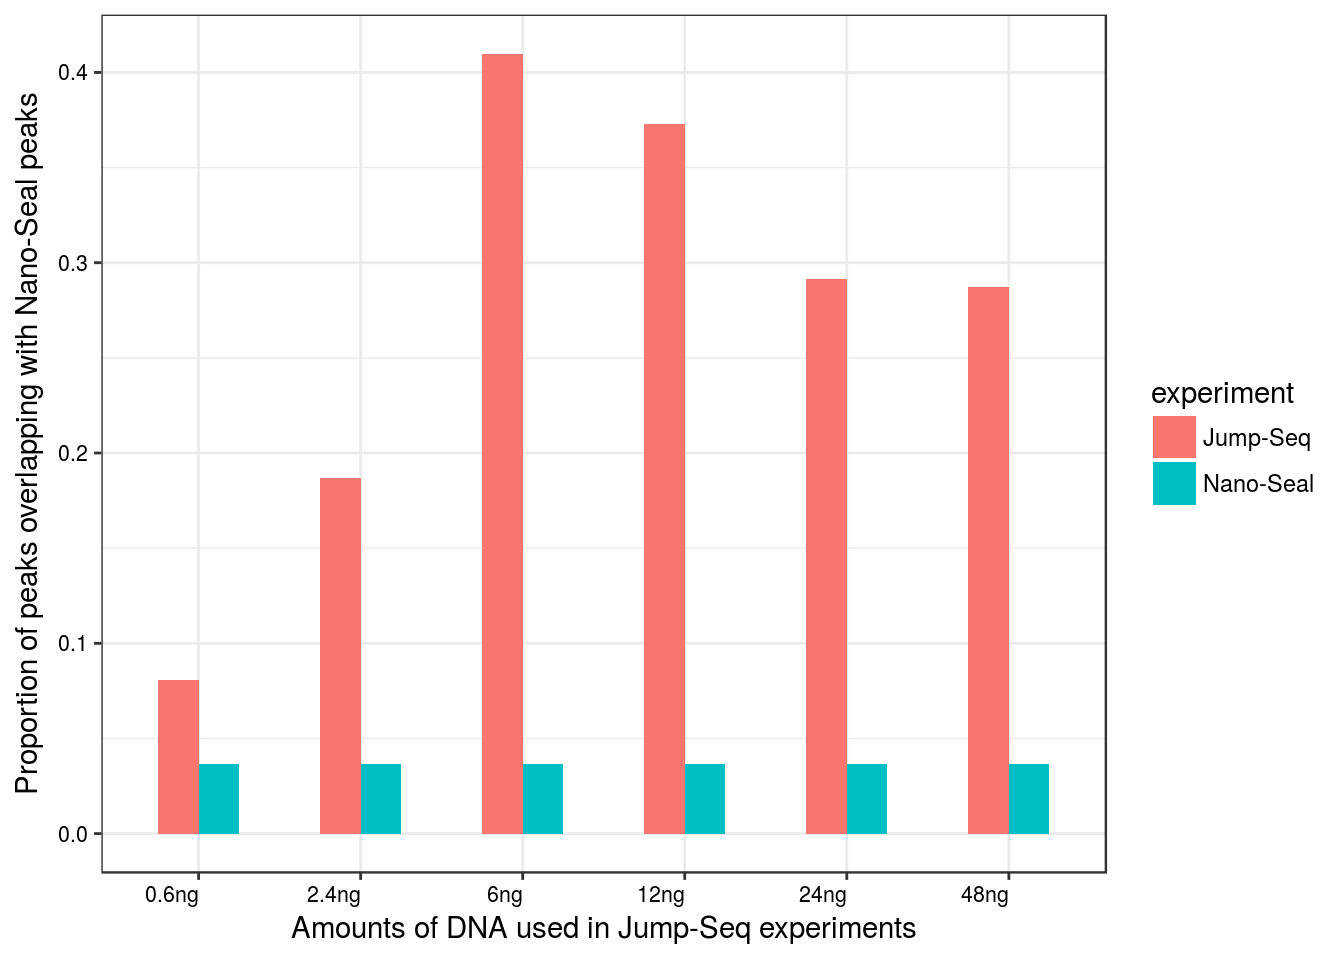 Proportion of peaks overlapping with Nano-Seal peaks
0.4
0.3
0.2
0.1
0.0
0.6ng 2.4ng 6ng 12ng 24ng 48ng
Amounts of DNA used in Jump-Seq experiments
experiment
Jump-Seq
Nano-Seal